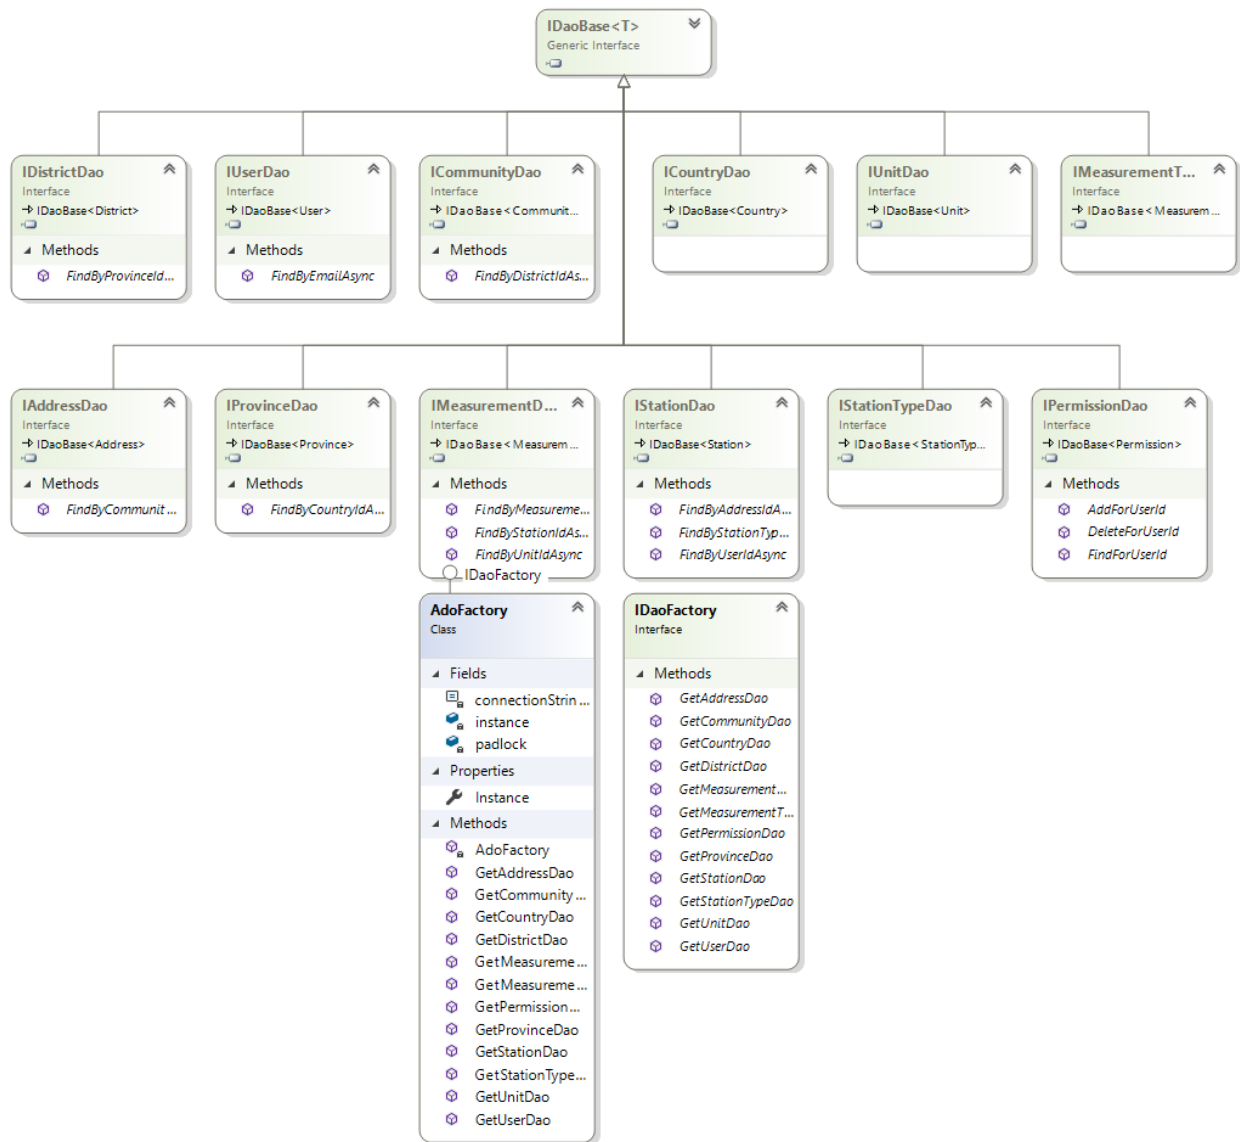 IDaoBase<T>
Generic Interface
IDistrictDao
Interface
IDaoBase<District>
Methods
FindByProvinceId...
IUserDao
Interface
IDaoBase<User>
Methods
FindByEmailAsync
ICommunityDao
Interface
IDaoBase<Communit...
Methods
FindByDistrictIdAs...
ICountryDao
Interface
IDaoBase<Country>
IUnitDao
Interface
IDaoBase<Unit>
IMeasurementT...
Interface
IDaoBase<Measurem...
IAddressDao
Interface
IDaoBase<Address>
Methods
FindByCommunit...
IProvinceDao
Interface
IDaoBase<Province>
Methods
FindByCountryIdA...
IMeasurementD...
Interface
IDaoBase<Measurem...
Methods
FindByMeasureme...
FindByStationIdAs...
FindByUnitIdAsync
IStationDao
Interface
IDaoBase<Station>
Methods
FindByAddressIdA...
FindByStationTyp...
FindByUserIdAsync
IStationTypeDao
Interface
IDaoBase<StationTyp...
IPermissionDao
Interface
IDaoBase<Permission>
Methods
AddForUserId
DeleteForUserId
FindForUserId
IDaoFactory
AdoFactory
Class
Fields
connectionStrin...
instance
padlock
Properties
Instance
Methods
AdoFactory
GetAddressDao
GetCommunity...
GetCountryDao
GetDistrictDao
GetMeasureme...
GetMeasureme...
GetPermission...
GetProvinceDao
GetStationDao
GetStationType...
GetUnitDao
GetUserDao
IDaoFactory
Interface
Methods
GetAddressDao
GetCommunityDao
GetCountryDao
GetDistrictDao
GetMeasurement...
GetMeasurementT...
GetPermissionDao
GetProvinceDao
GetStationDao
GetStationTypeDao
GetUnitDao
GetUserDao